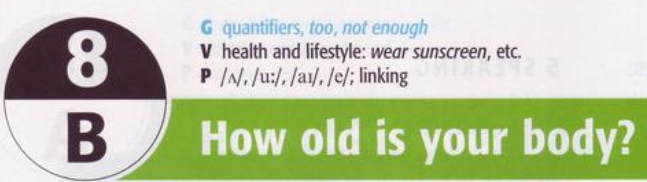 8
B
G quantifiers, too, not enough
V health and lifestyle: wear sunscreen, etc.
P /ʌ/, /uː/, /aɪ/, /e/; linking
How old is your body?